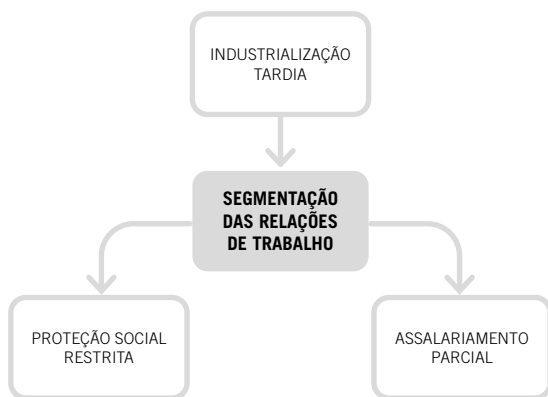 INDUSTRIALIZAÇÃO
TARDIA
SEGMENTAÇÃO
DAS RELAÇÕES
DE TRABALHO
PROTEÇÃO SOCIAL
RESTRITA
ASSALARIAMENTO
PARCIAL